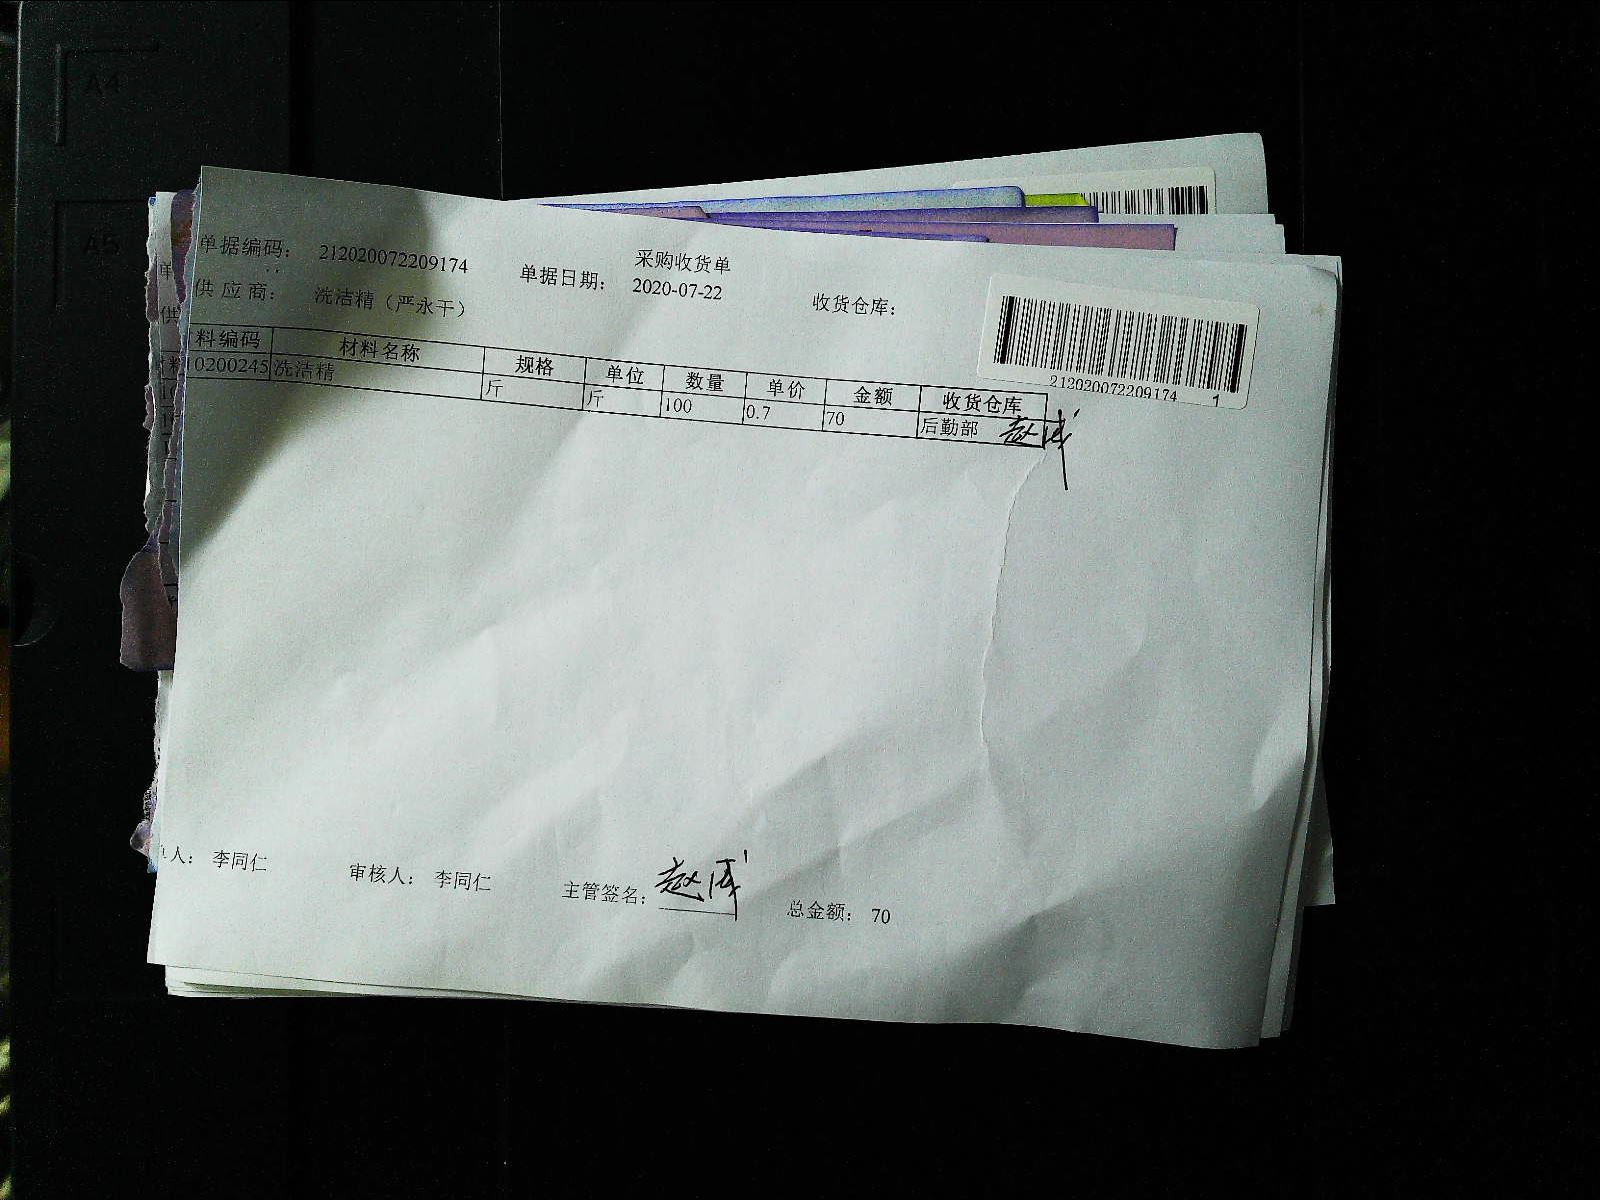 A4
A5
采购收货单
单据编码： 212020072209174 单据日期： 2020-07-22 收货仓库：
供应商： 洗洁精（严永干）
212020072209174 1
料编码 材料名称 规格 单位 数量 单价 金额 收货仓库
0200245 洗洁精 斤 斤 100 0.7 70 后勤部
人： 李同仁 审核人： 李同仁 主管签名： 总金额： 70